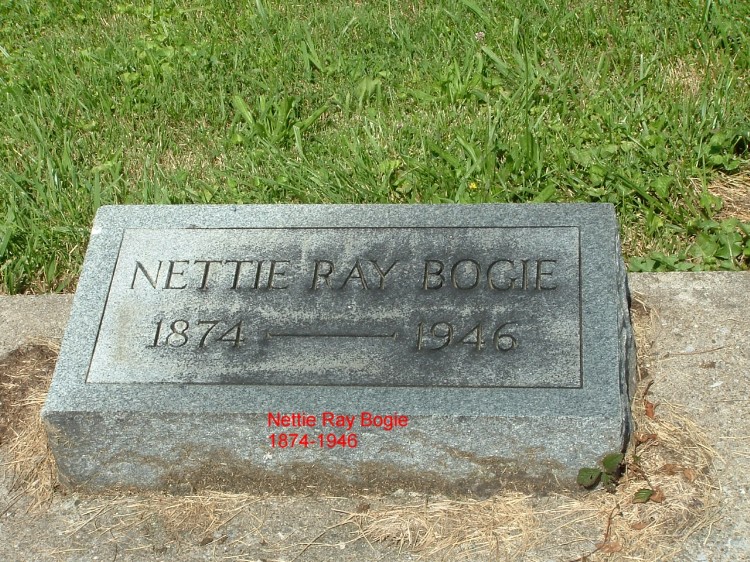 NETTIE RAY BOGIE
1874 — 1946
Nettie Ray Bogie
1874-1946